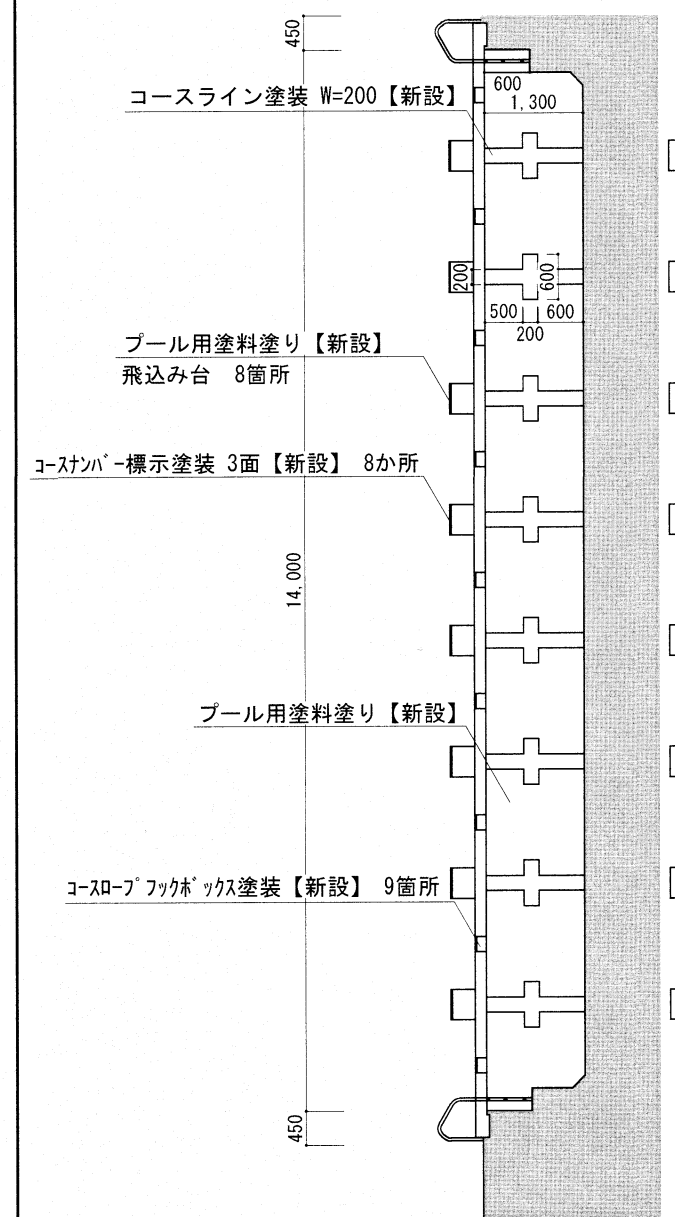 450
コースライン塗装 W=200【新設】
600
1,300
200
600
500
600
200
プール用塗料塗り【新設】
飛込み台 8箇所
コースナンバー標示塗装 3面【新設】 8か所
14,000
プール用塗料塗り【新設】
コースロープフックボックス塗装【新設】 9箇所
450